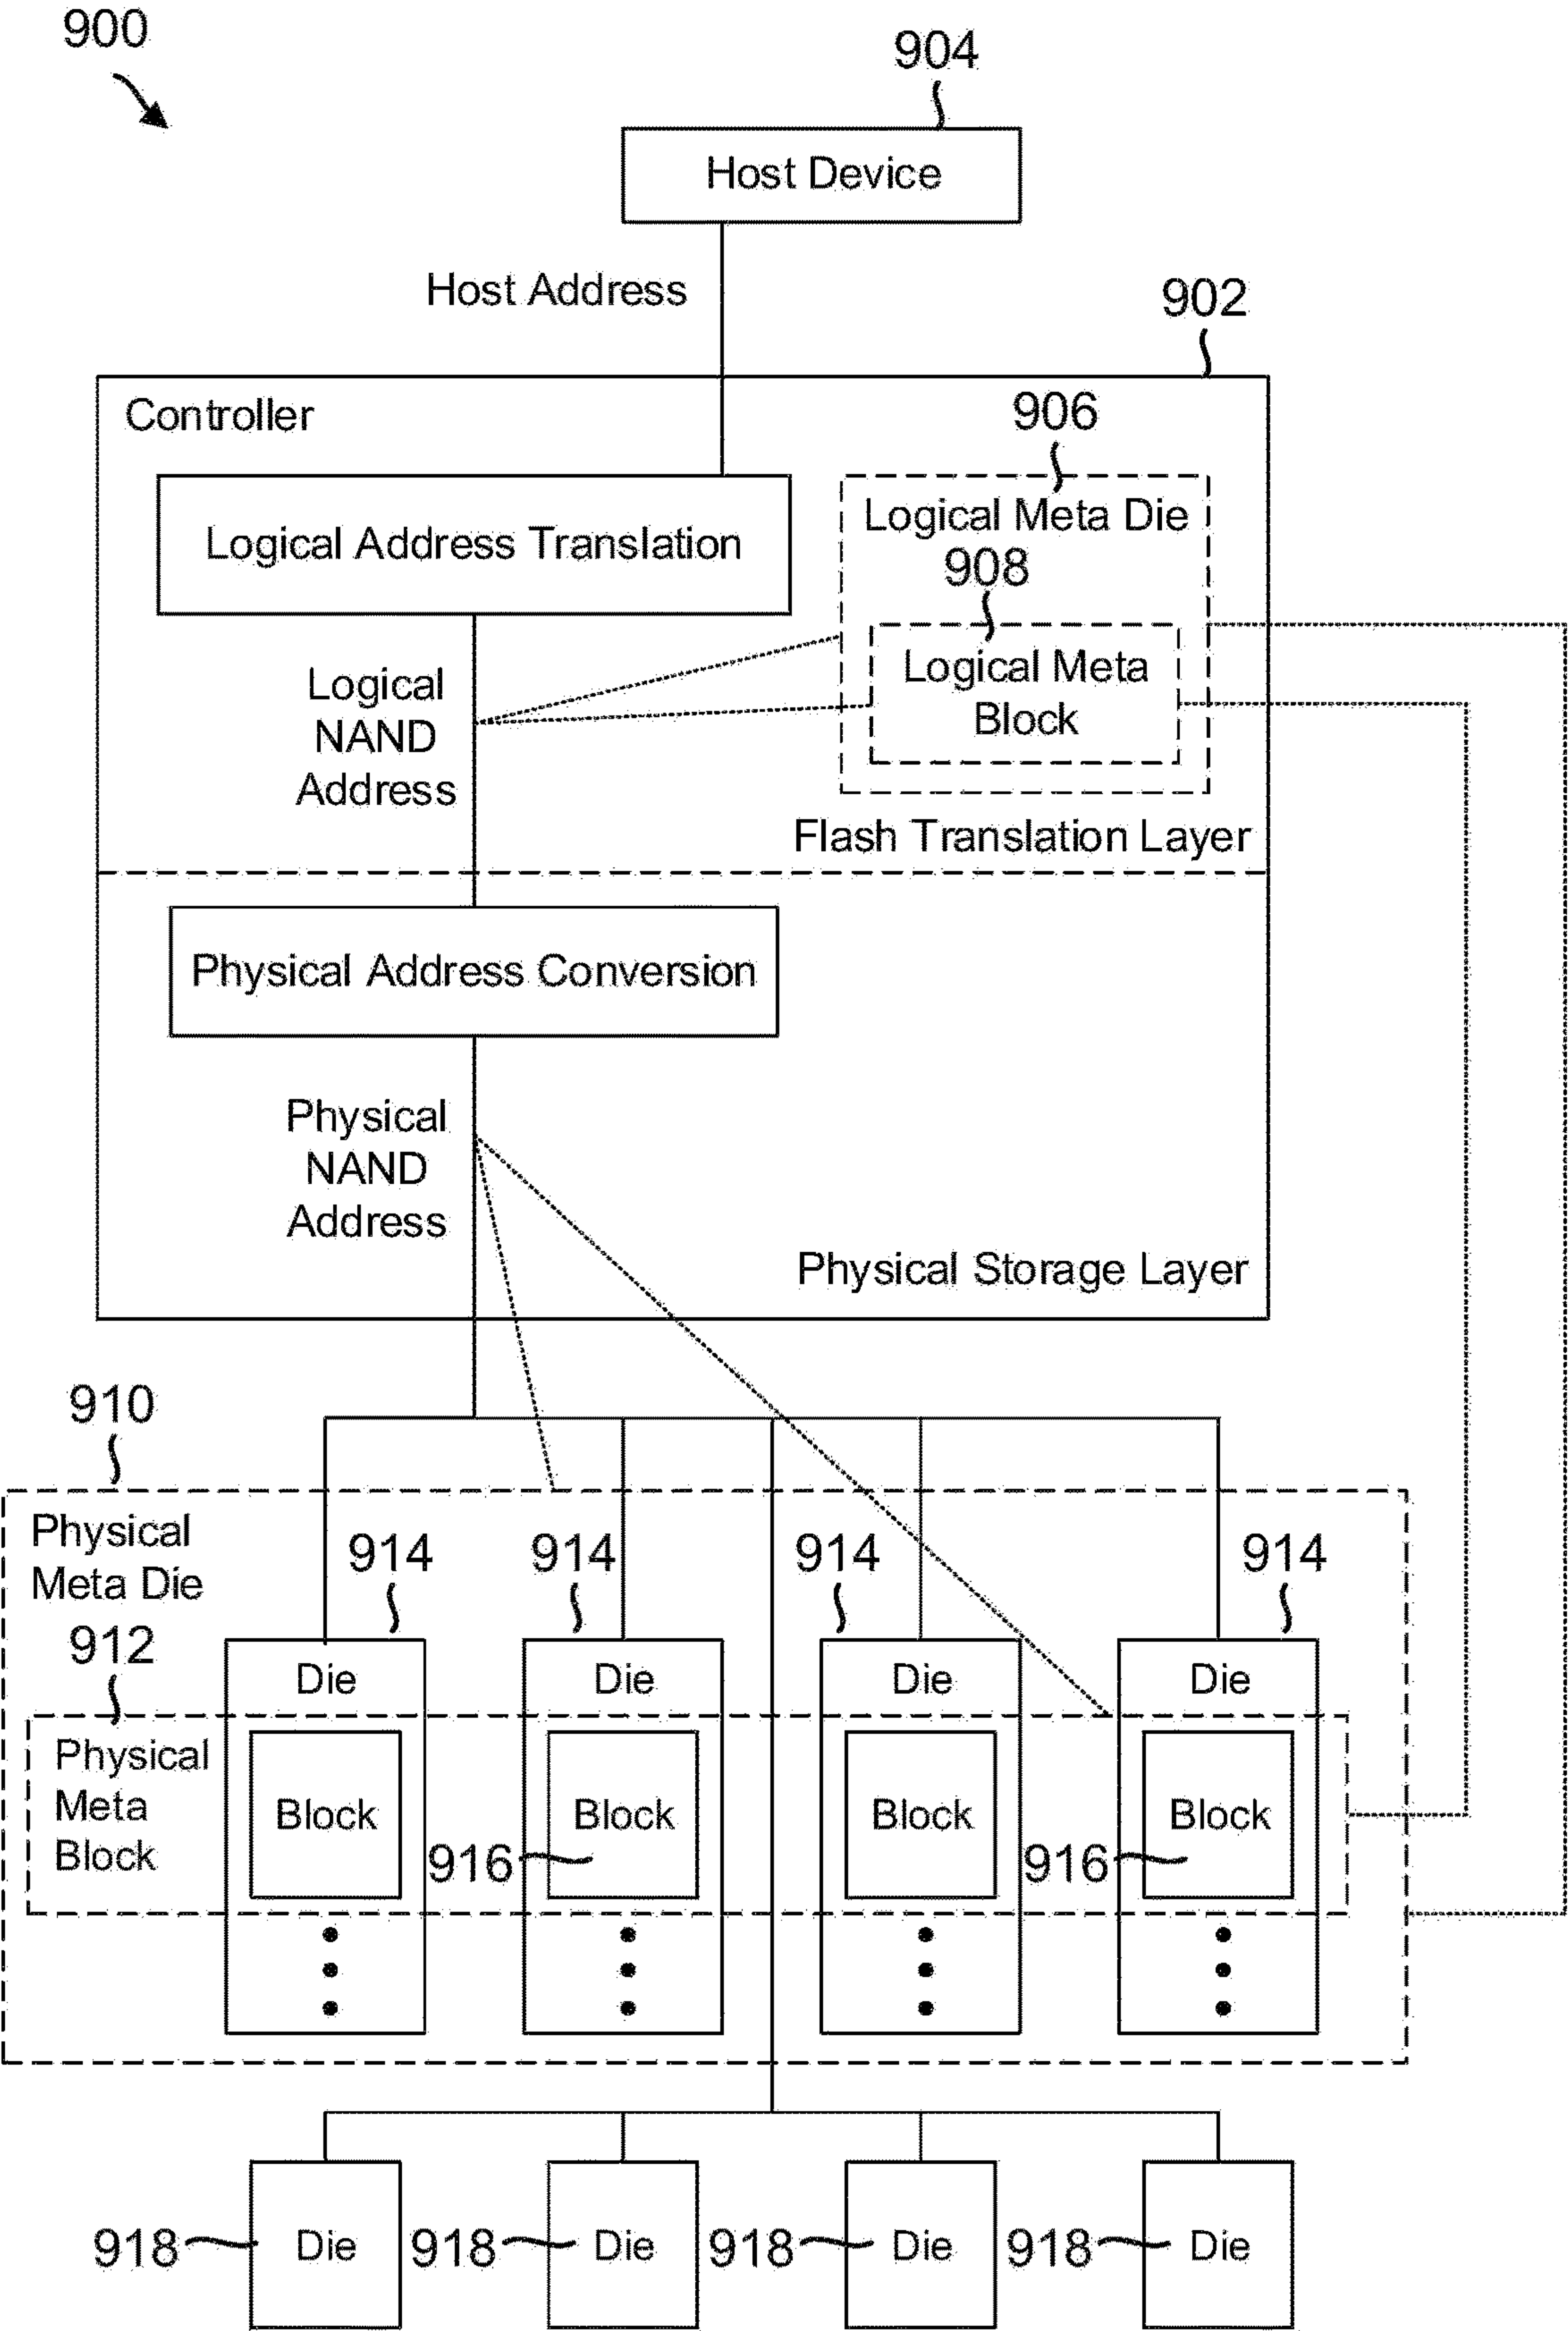 900
904
Host Device
Host Address
902
Controller
906
Logical Meta Die
Logical Address Translation
908
Logical Meta
Block
Logical
NAND
Address
Flash Translation Layer
Physical Address Conversion
Physical
NAND
Address
Physical Storage Layer
910
Physical
Meta Die
914
914
914
914
912
Die
Die
Die
Die
Physical
Meta
Block
Block
Block
Block
Block
916
916
Die
Die
Die
Die
918
918
918
918